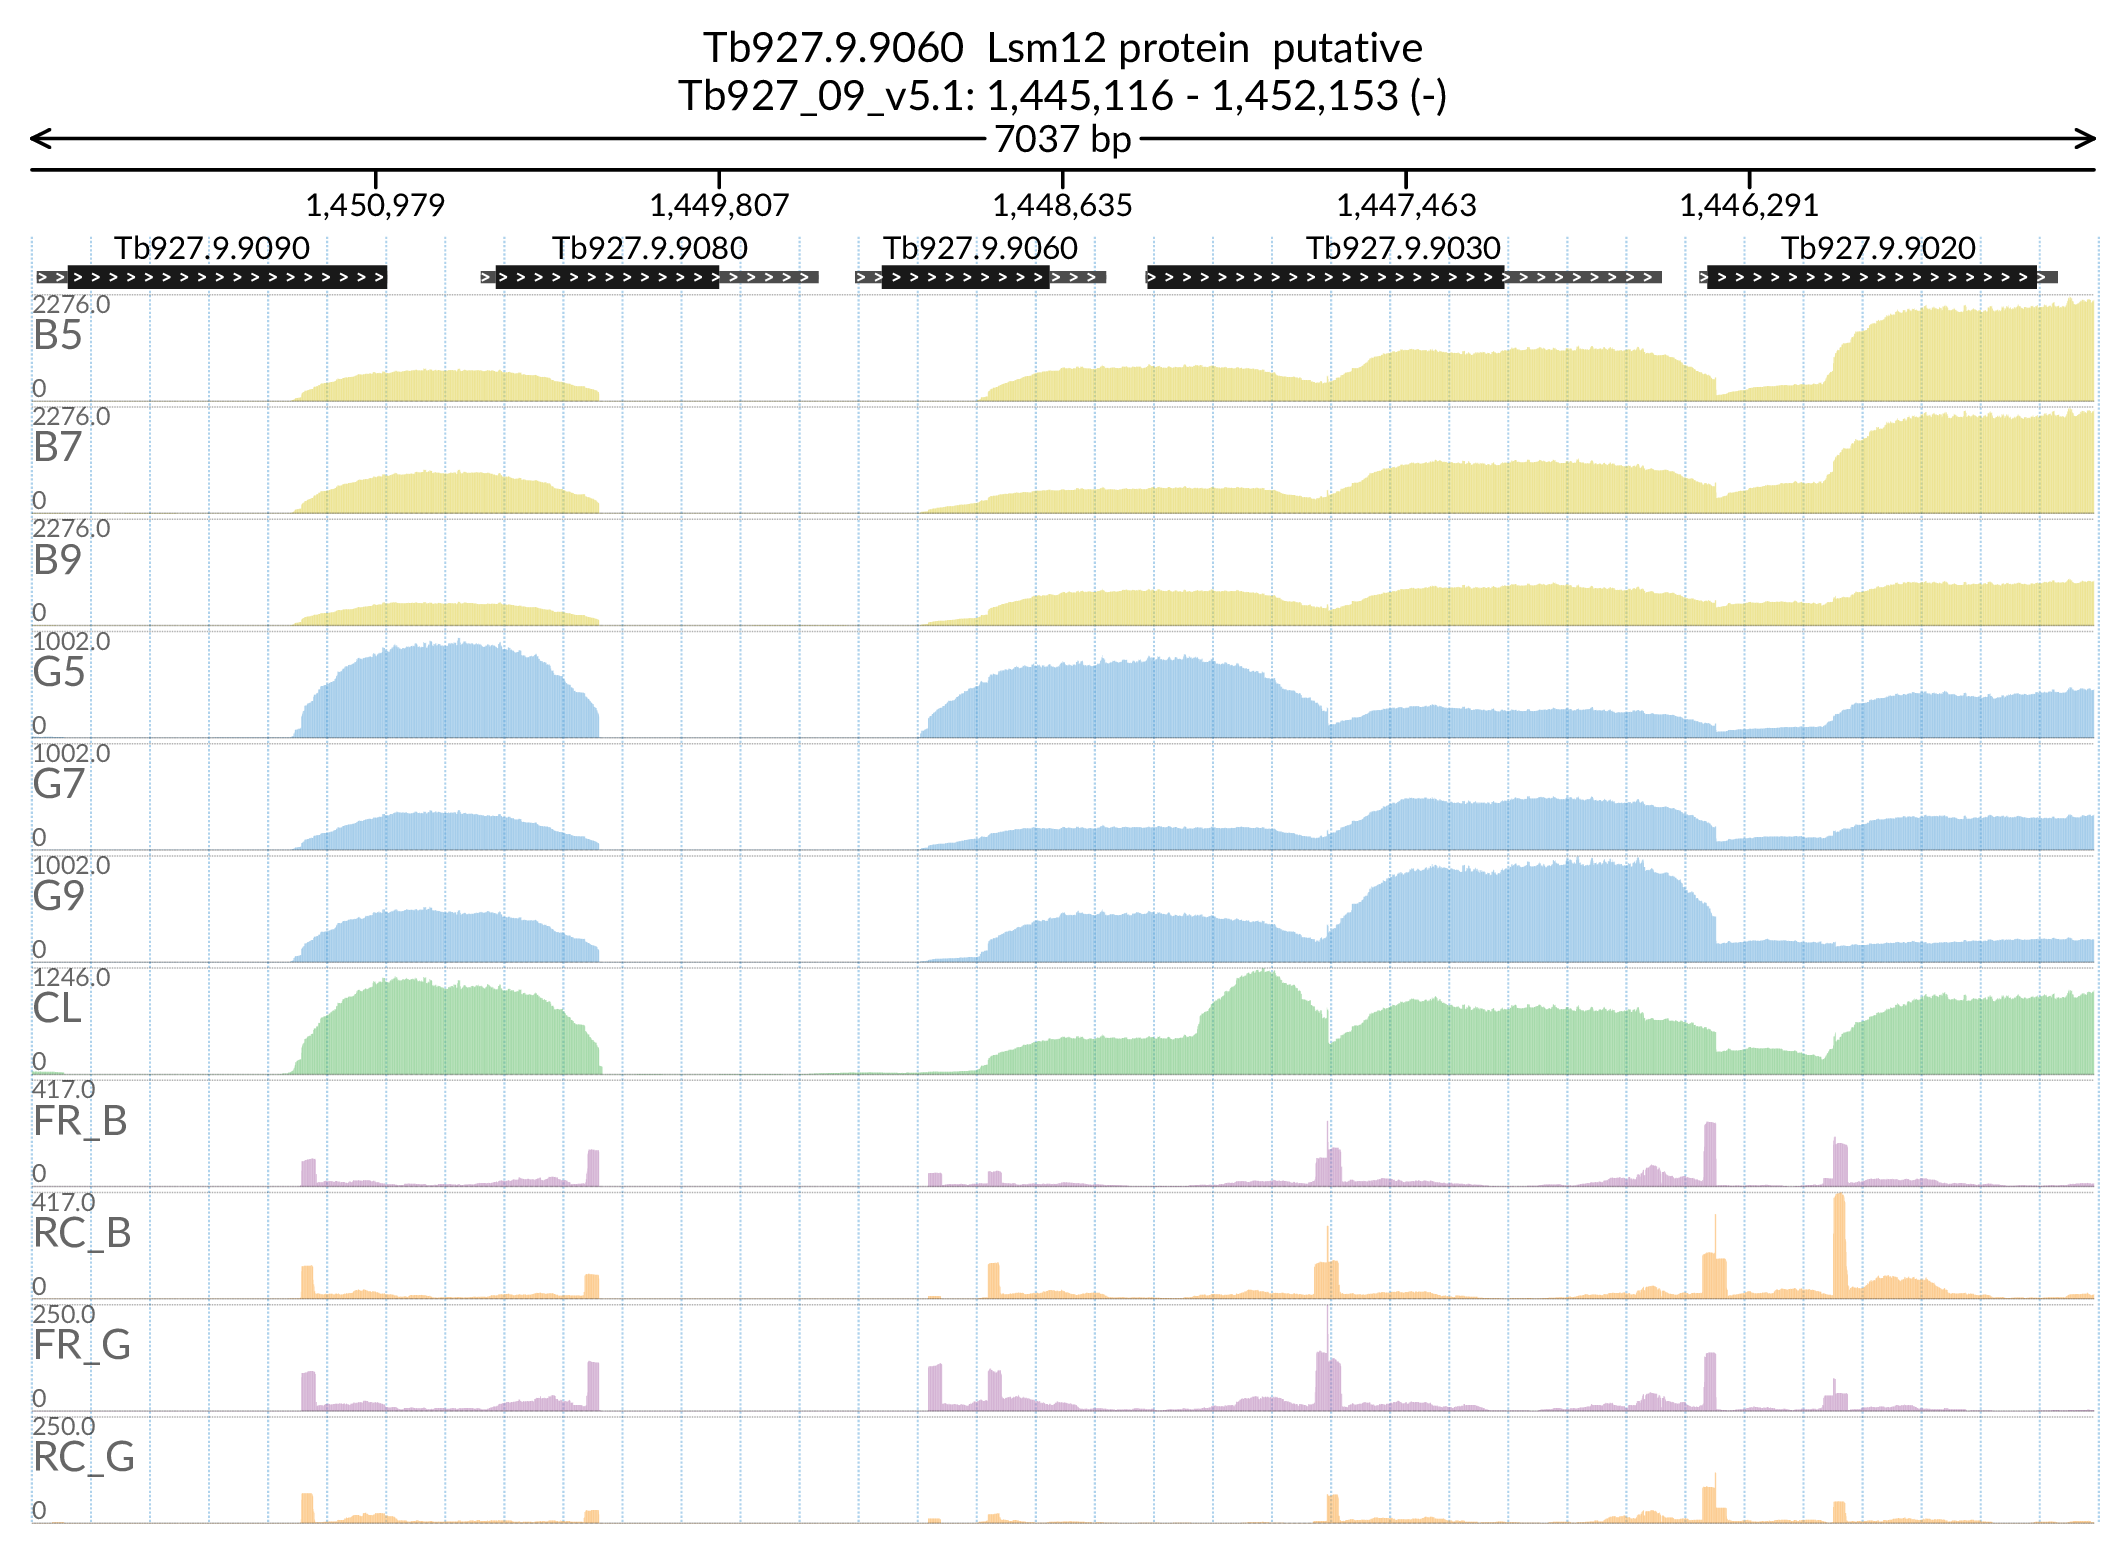 Tb927.9.9060  Lsm12 protein  putative
Tb927_09_v5.1: 1,445,116 - 1,452,153 (-)
7037 bp
1,450,979 1,449,807 1,448,635 1,447,463 1,446,291
Tb927.9.9090 Tb927.9.9080 Tb927.9.9060 Tb927.9.9030 Tb927.9.9020
2276.0
B5
0
2276.0
B7
0
2276.0
B9
0
1002.0
G5
0
1002.0
G7
0
1002.0
G9
0
1246.0
CL
0
417.0
FR_B
0
417.0
RC_B
0
250.0
FR_G
0
250.0
RC_G
0